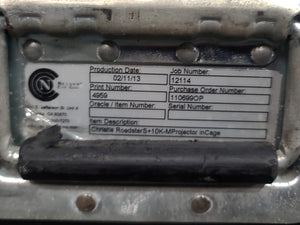 Production Date:
Job Number:
02/11/13
12114
Print Number:
Purchase Order Number:
4959
110699OP
Oracle / Item Number:
Serial Number:
Item Description:
Christie RoadsterS+10K-MProjector inCage